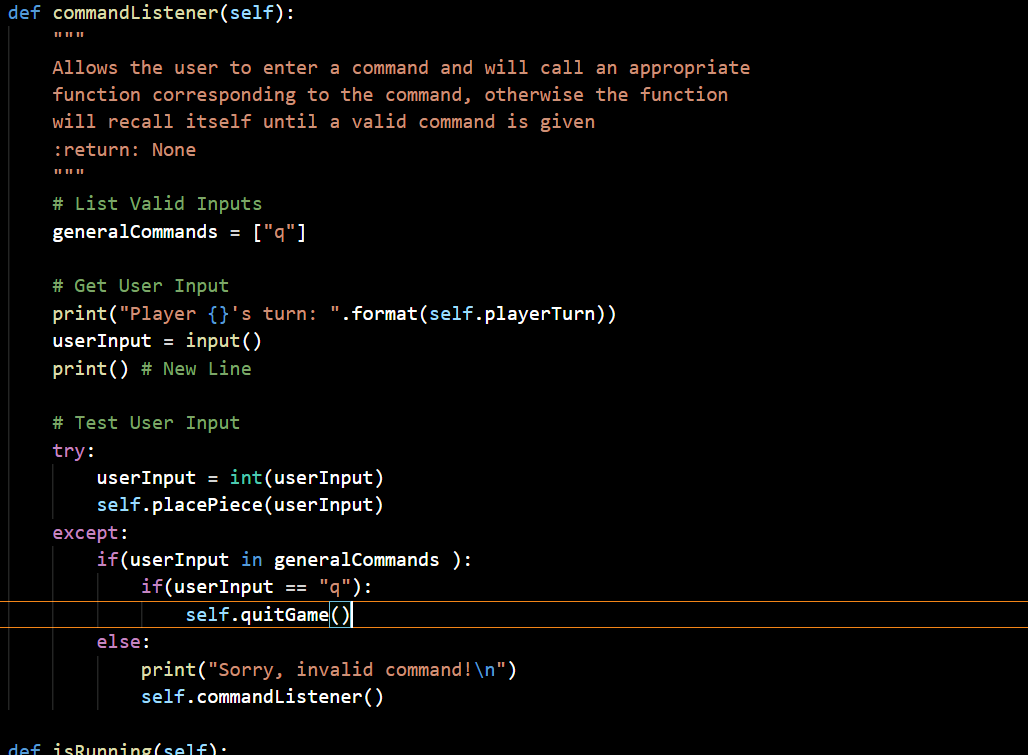 def commandListener(self):
    """
    Allows the user to enter a command and will call an appropriate
    function corresponding to the command, otherwise the function
    will recall itself until a valid command is given
    :return: None
    """
    # List Valid Inputs
    generalCommands = ["q"]

    # Get User Input
    print("Player {}'s turn: ".format(self.playerTurn))
    userInput = input()
    print() # New Line

    # Test User Input
    try:
        userInput = int(userInput)
        self.placePiece(userInput)
    except:
        if(userInput in generalCommands ):
            if(userInput == "q"):
                self.quitGame()
        else:
            print("Sorry, invalid command!\n")
            self.commandListener()

def isRunning(self):